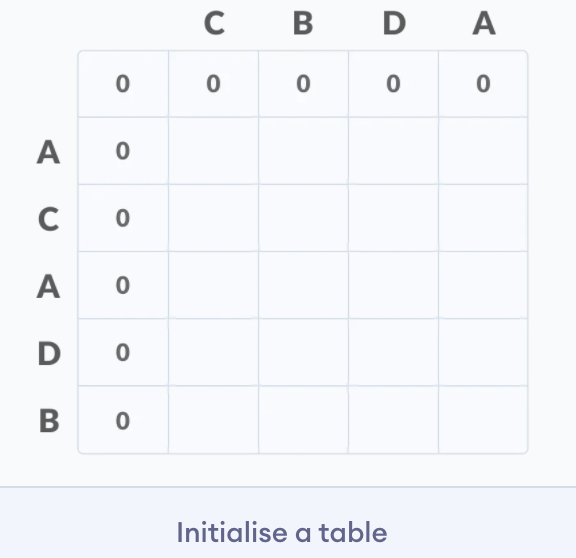 C B D A
0 0 0 0 0
A 0
C 0
A 0
D 0
B 0
Initialise a table